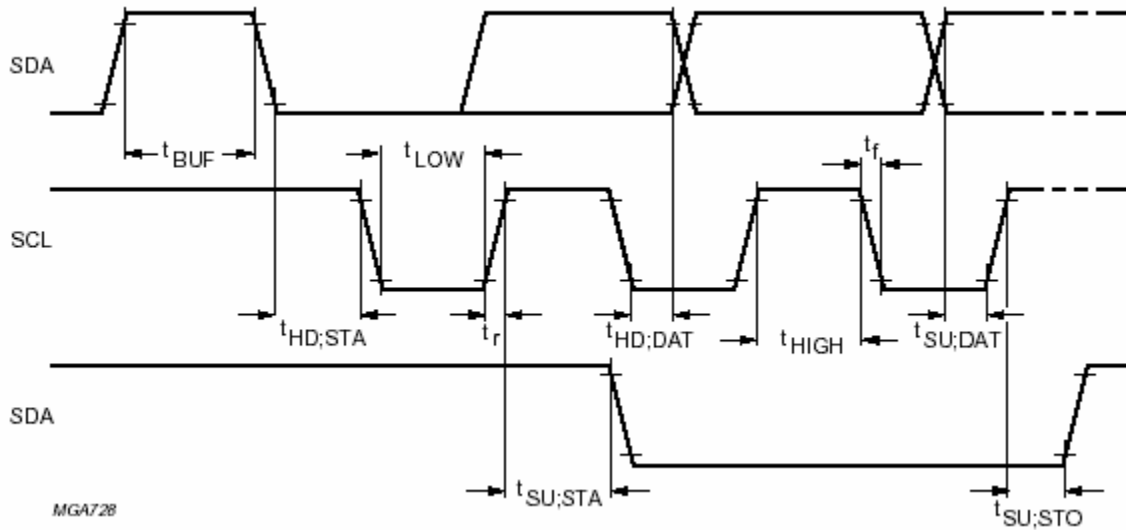 SDA
tBUF
tLOW
tf
SCL
tHD;STA
tr
tHD;DAT
tHIGH
tSU;DAT
SDA
tSU;STA
tSU;STO
MGA728